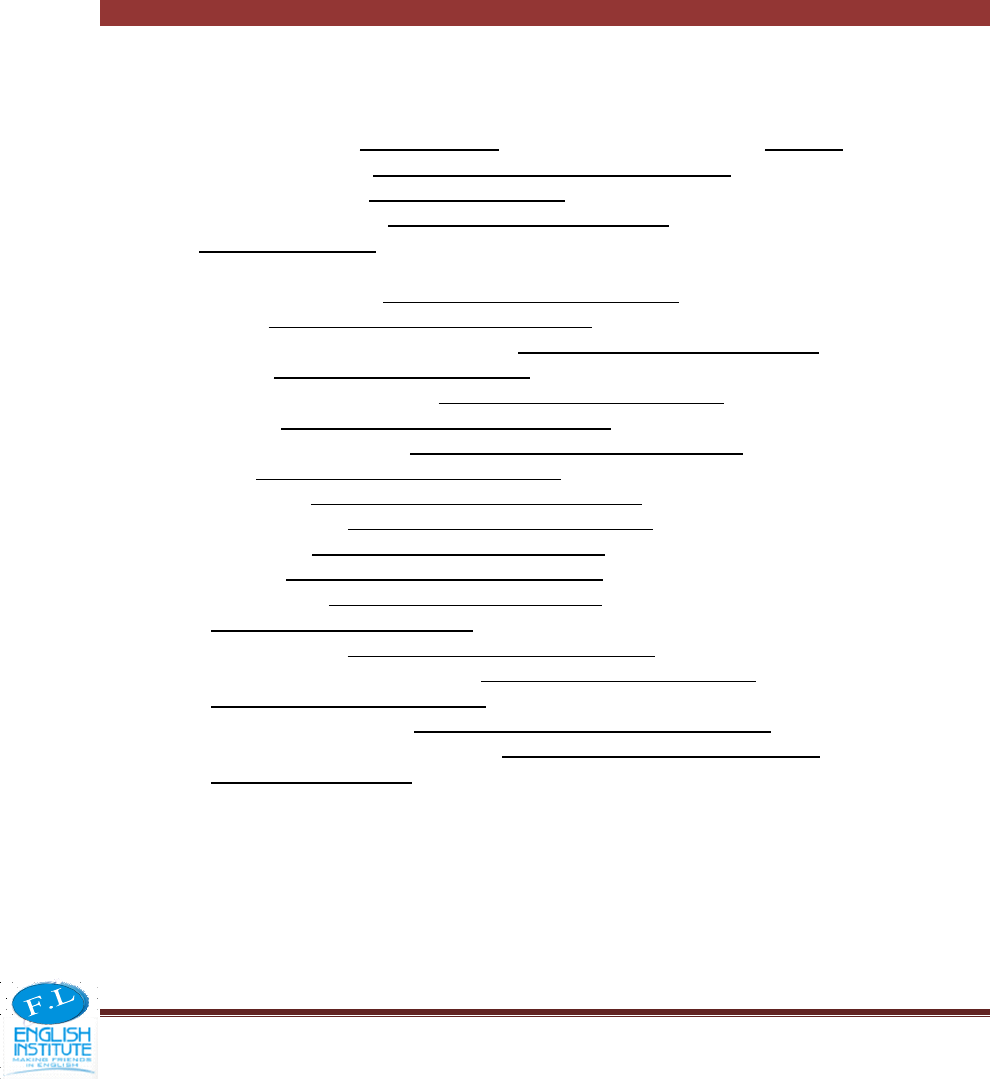 F.L
ENGLISH
INSTITUTE
MAKING FRIENDS
IN ENGLISH